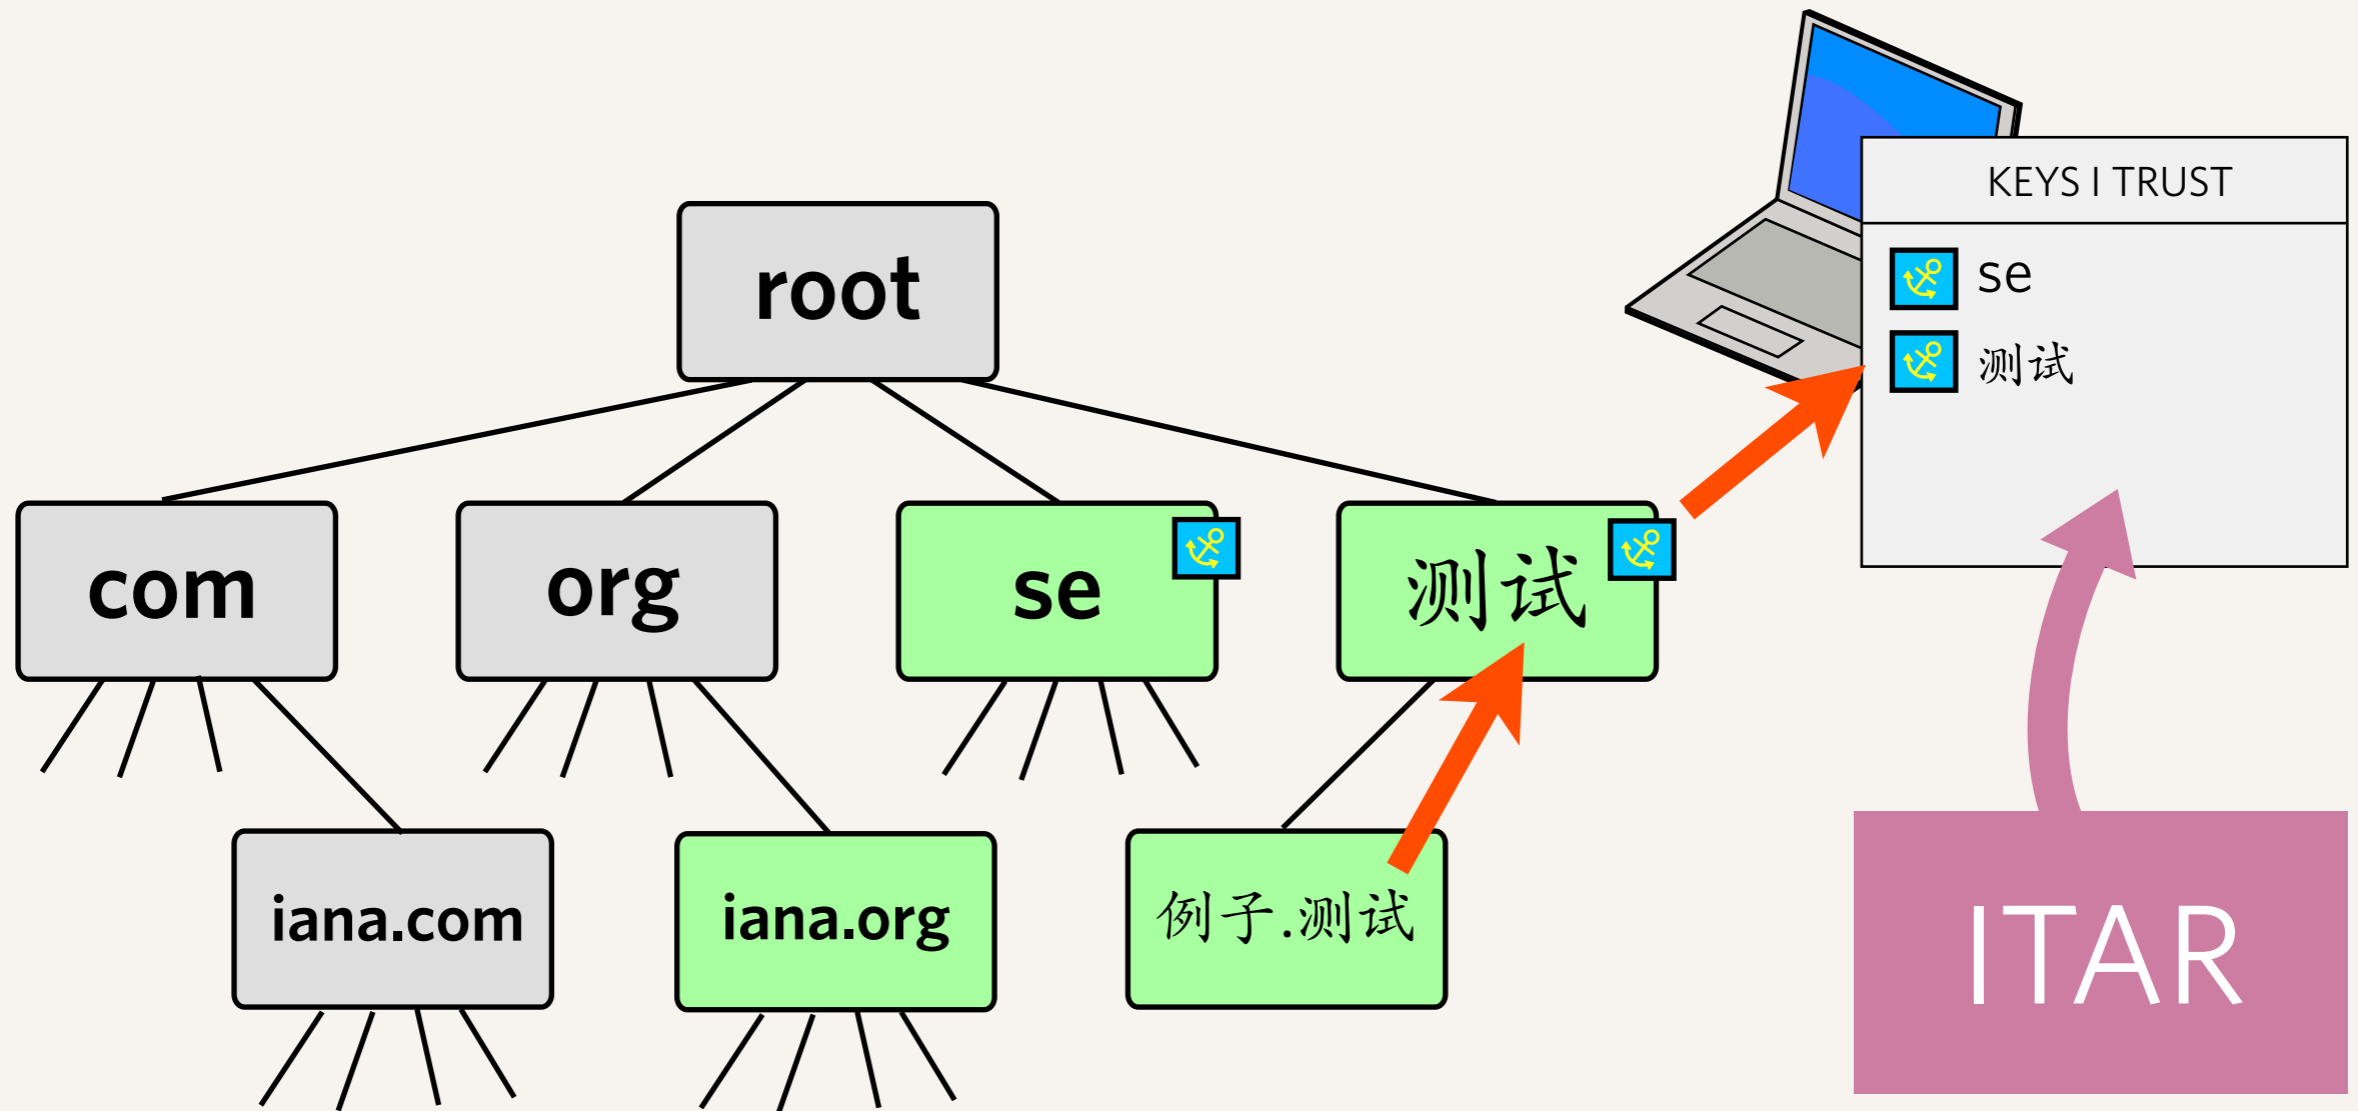 root
KEYS I TRUST
se
测试
com
org
se
测试
iana.com
iana.org
例子.测试
ITAR